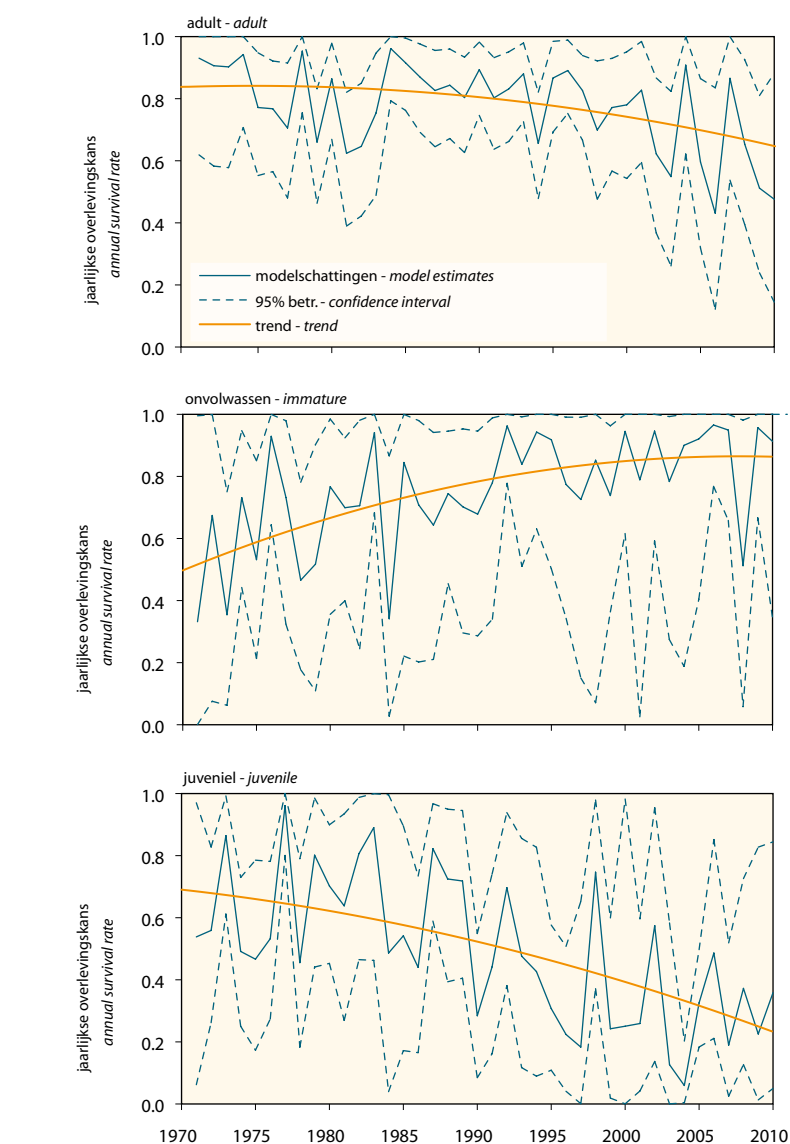 adult - adult
1.0
0.8
0.6
0.4
0.2
0.0
jaarlijkse overlevingskans
annual survival rate
modelschattingen - model estimates
95% betr. - confidence interval
trend - trend
onvolwassen - immature
1.0
0.8
0.6
0.4
0.2
0.0
jaarlijkse overlevingskans
annual survival rate
juveniel - juvenile
1.0
0.8
0.6
0.4
0.2
0.0
jaarlijkse overlevingskans
annual survival rate
1970 1975 1980 1985 1990 1995 2000 2005 2010